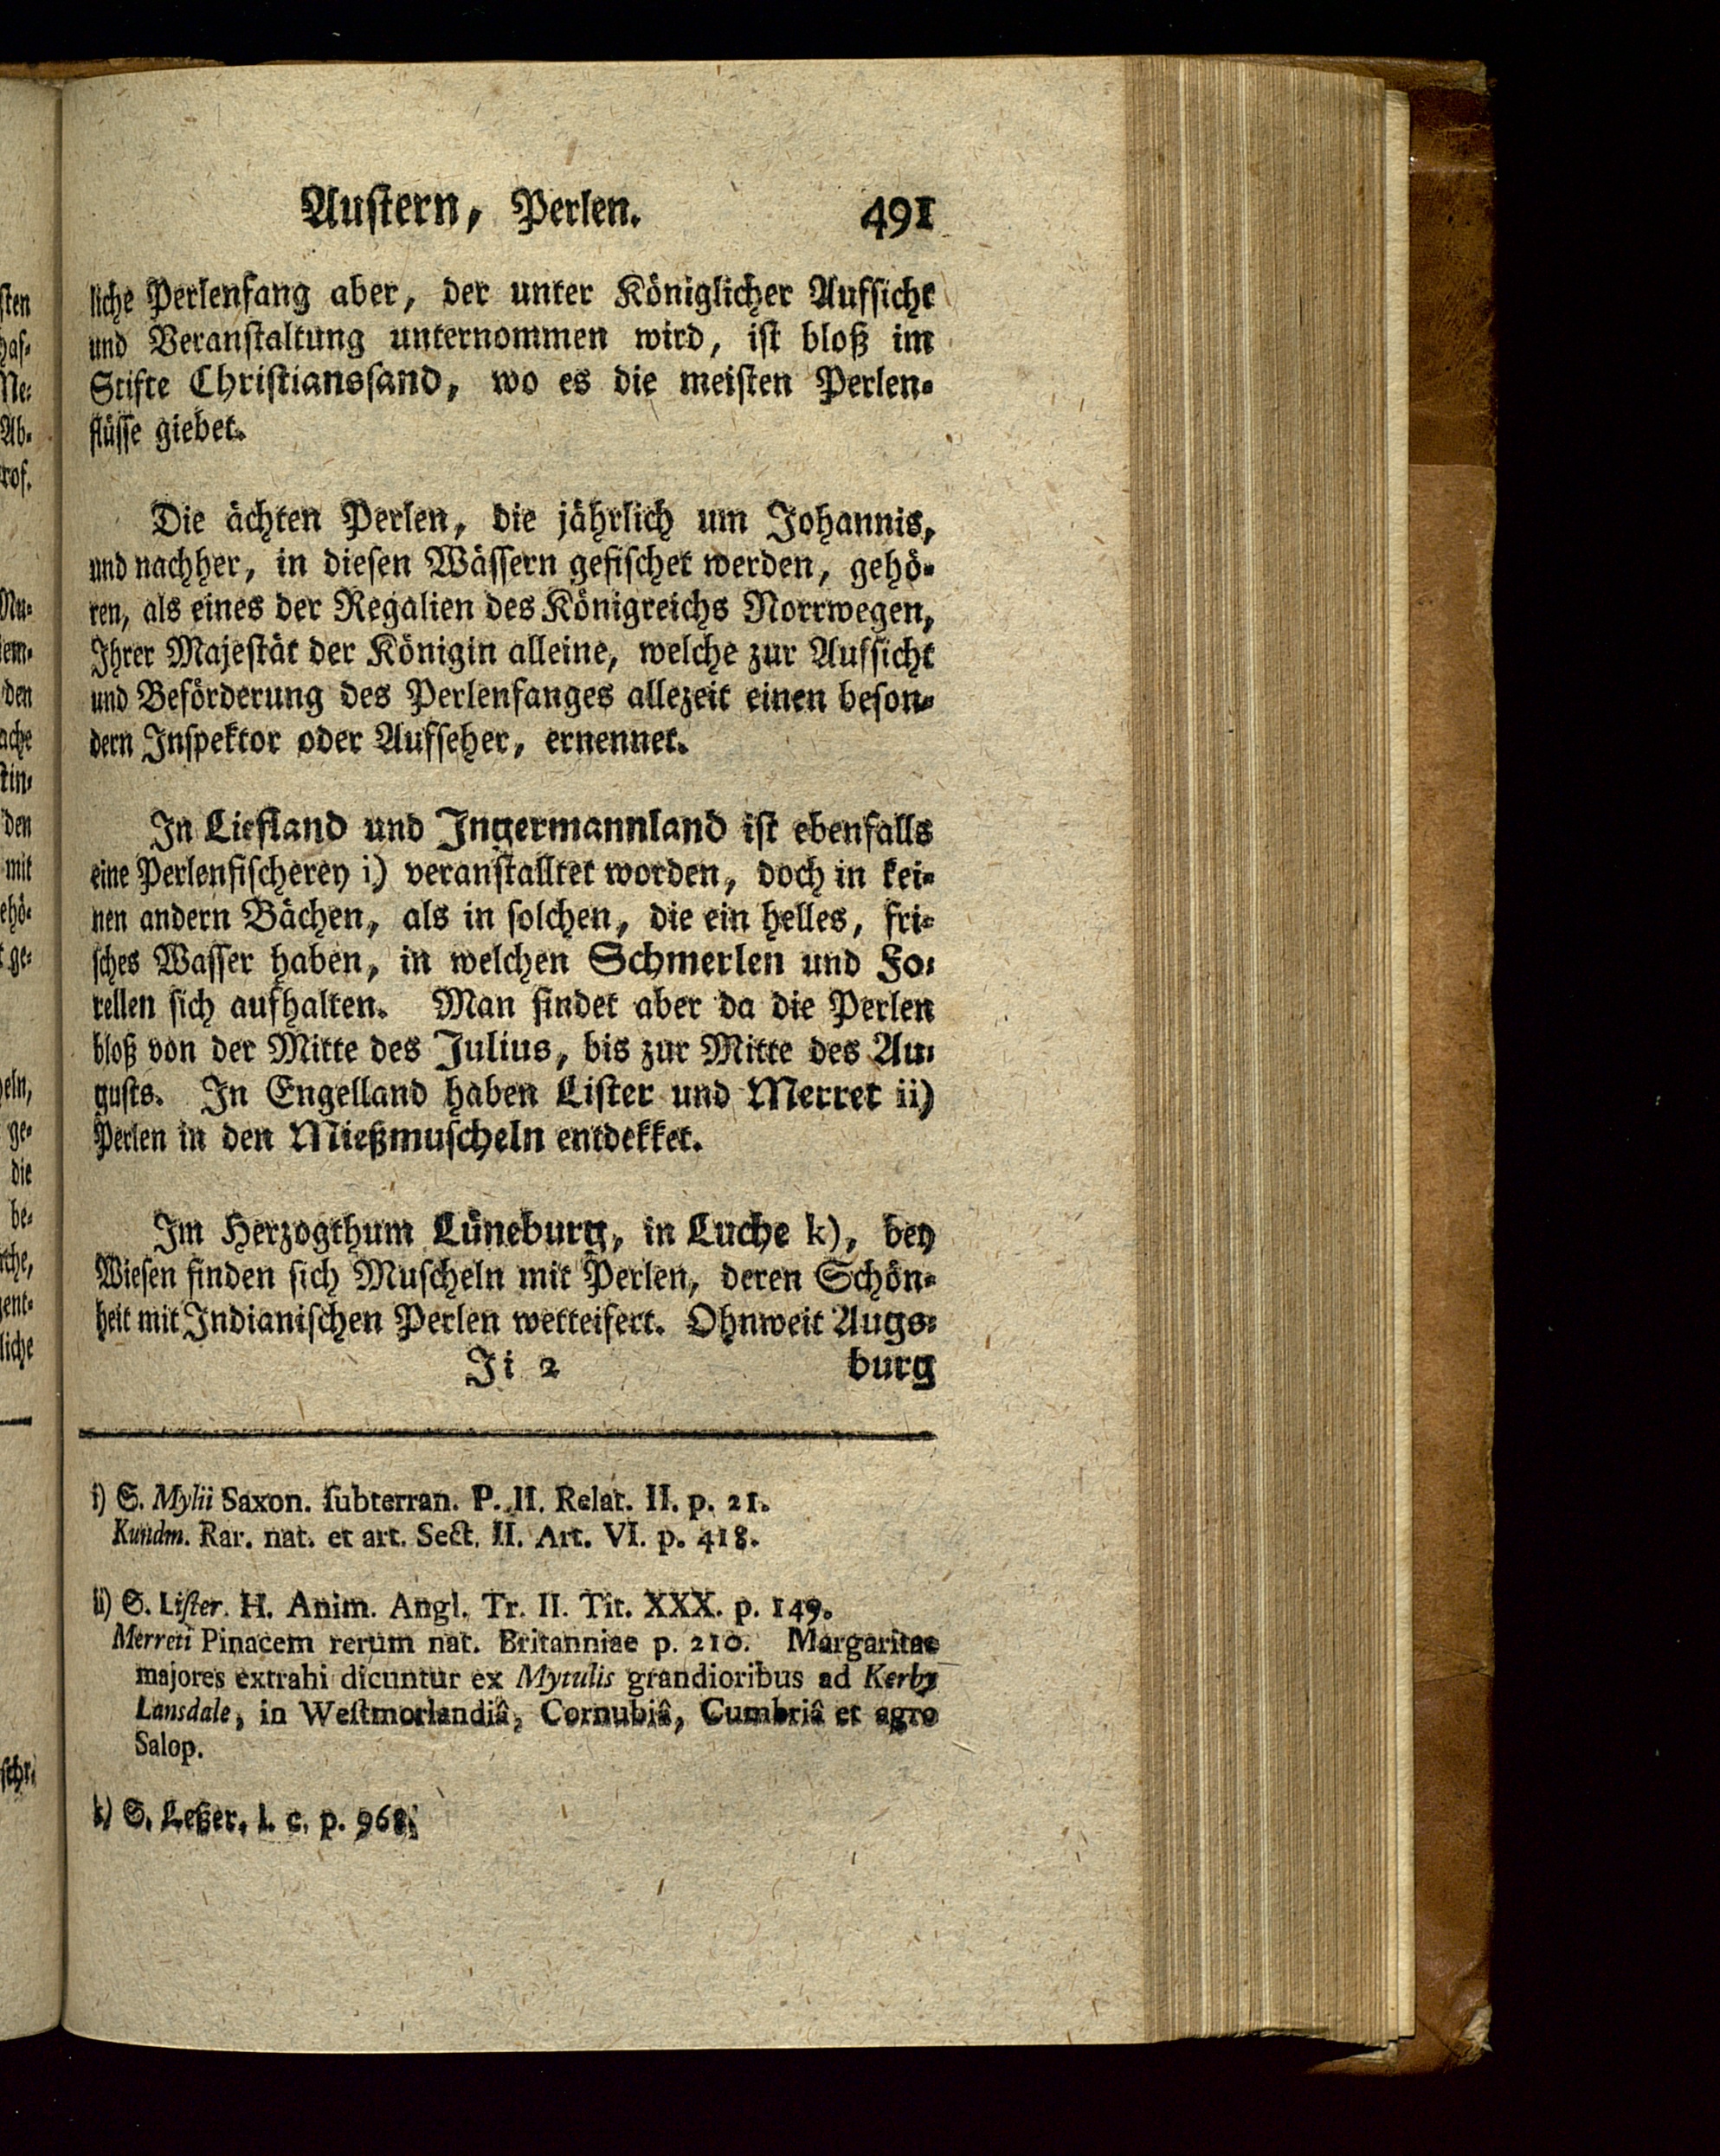 Austern, Perlen. 491
liche Perlenfang aber, der unter Königlicher Aufsicht
und Veranstaltung unternommen wird, ist bloß im
Stifte Christianssand, wo es die meisten Perlen-
flüsse giebet.
Die ächten Perlen, die jährlich um Johannis,
und nachher, in diesen Wässern gefischet werden, gehö-
ren, als eines der Regalien des Königreichs Norrwegen,
Ihrer Majestät der Königin alleine, welche zur Aufsicht
und Beförderung des Perlenfanges allezeit einen beson-
dern Inspektor oder Aufseher, ernennet.
In Liefland und Ingermannland ist ebenfalls
eine Perlenfischerey i) veranstalltet worden, doch in kei-
nen andern Bächen, als in solchen, die ein helles, fri-
sches Wasser haben, in welchen Schmerlen und Fo-
rellen sich aufhalten. Man findet aber da die Perlen
bloß von der Mitte des Julius, bis zur Mitte des Au-
gusts. In Engelland haben Lister und Merret ii)
Perlen in den Mießmuscheln entdekket.
Im Herzogthum Lüneburg, in Luche k), bey
Wiesen finden sich Muscheln mit Perlen, deren Schön-
heit mit Indianischen Perlen wetteifert. Ohnweit Augs-
Ji 2 burg
i) S. Mylii Saxon. ſubterran. P. II. Relat. II. p. 21.
Kundm. Rar. nat. et art. Sect. II. Art. VI. p. 418.
ii) S. Liſter. H. Anim. Angl. Tr. II. Tit. XXX. p. 149.
Merreti Pinacem rerum nat. Britanniae p. 210. Margaritae
majores extrahi dicuntur ex Mytulis grandioribus ad Kerby
Lansdale, in Weſtmorlandiâ, Cornubiâ, Cumbriâ et agro
Salop.
k) S. Leßer. l. c. p. 968.